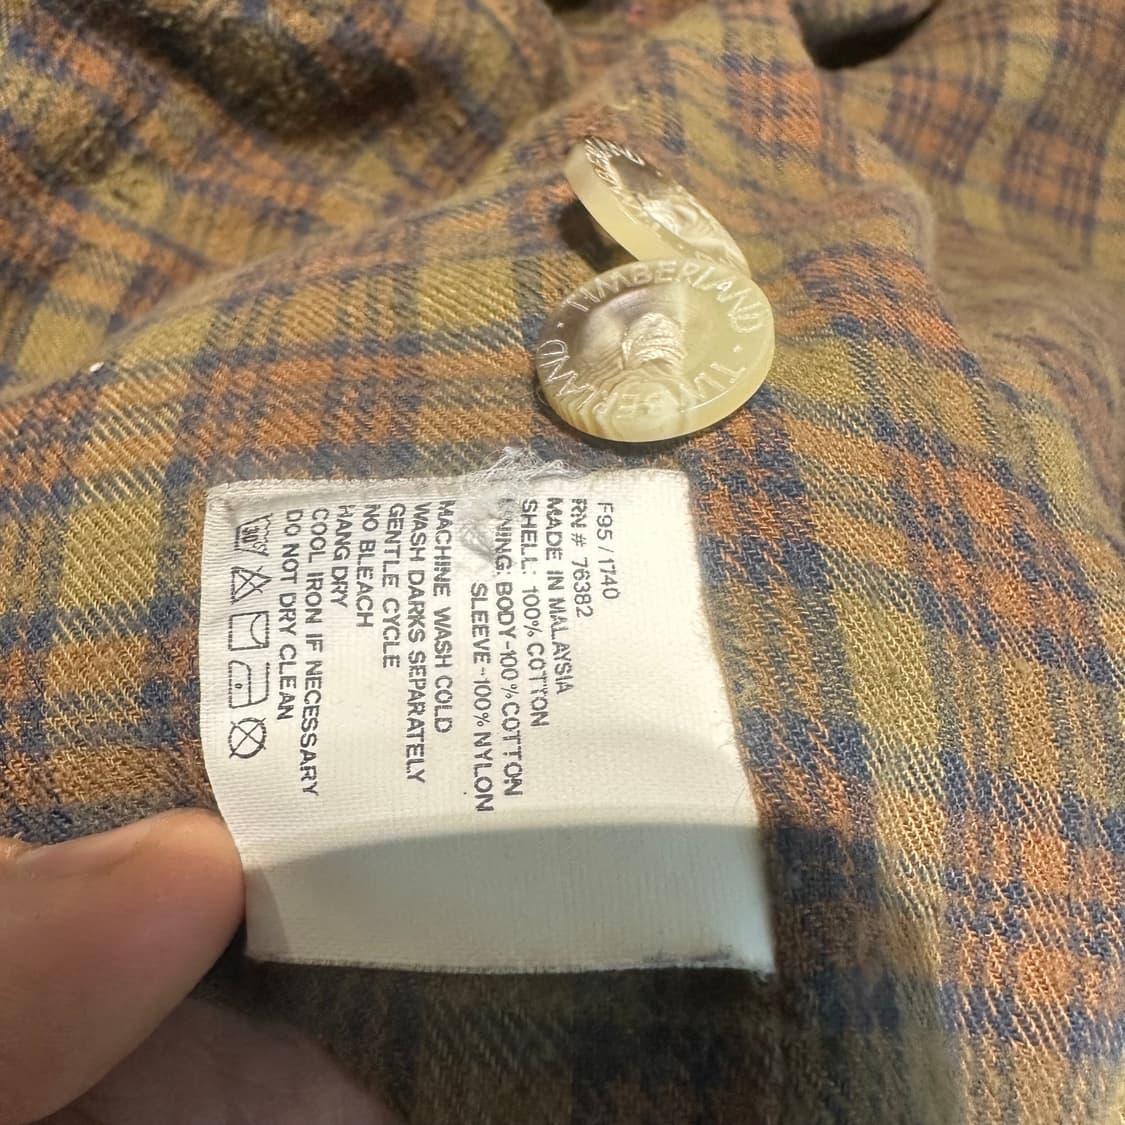 TIMBERLAND · TIMBERLAND ·
F95 / 1740
RN # 76382
MADE IN MALAYSIA
SHELL: 100% COTTON
LINING: BODY-100% COTTON
SLEEVE-100% NYLON
MACHINE WASH COLD
WASH DARKS SEPARATELY
GENTLE CYCLE
NO BLEACH
HANG DRY
COOL IRON IF NECESSARY
DO NOT DRY CLEAN